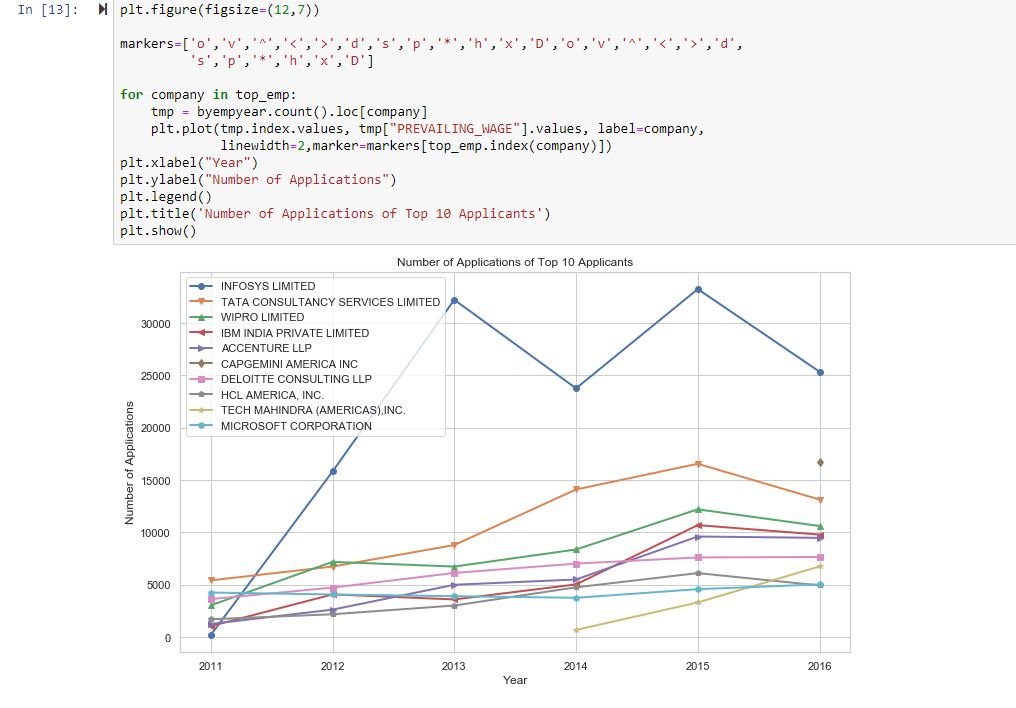 In [13]:
plt.figure(figsize=(12,7))
markers=['o','v','^','<','>','d','s','p','*','h','x','D','o','v','^','<','>','d',
's','p','*','h','x','D']
for company in top_emp:
tmp = byempyear.count().loc[company]
plt.plot(tmp.index.values, tmp["PREVAILING_WAGE"].values, label=company,
linewidth=2,marker=markers[top_emp.index(company)])
plt.xlabel("Year")
plt.ylabel("Number of Applications")
plt.legend()
plt.title('Number of Applications of Top 10 Applicants')
plt.show()
Number of Applications of Top 10 Applicants
INFOSYS LIMITED
TATA CONSULTANCY SERVICES LIMITED
WIPRO LIMITED
IBM INDIA PRIVATE LIMITED
ACCENTURE LLP
CAPGEMINI AMERICA INC
DELOITTE CONSULTING LLP
HCL AMERICA, INC.
TECH MAHINDRA (AMERICAS),INC.
MICROSOFT CORPORATION
Number of Applications
30000
25000
20000
15000
10000
5000
0
2011 2012 2013 2014 2015 2016
Year